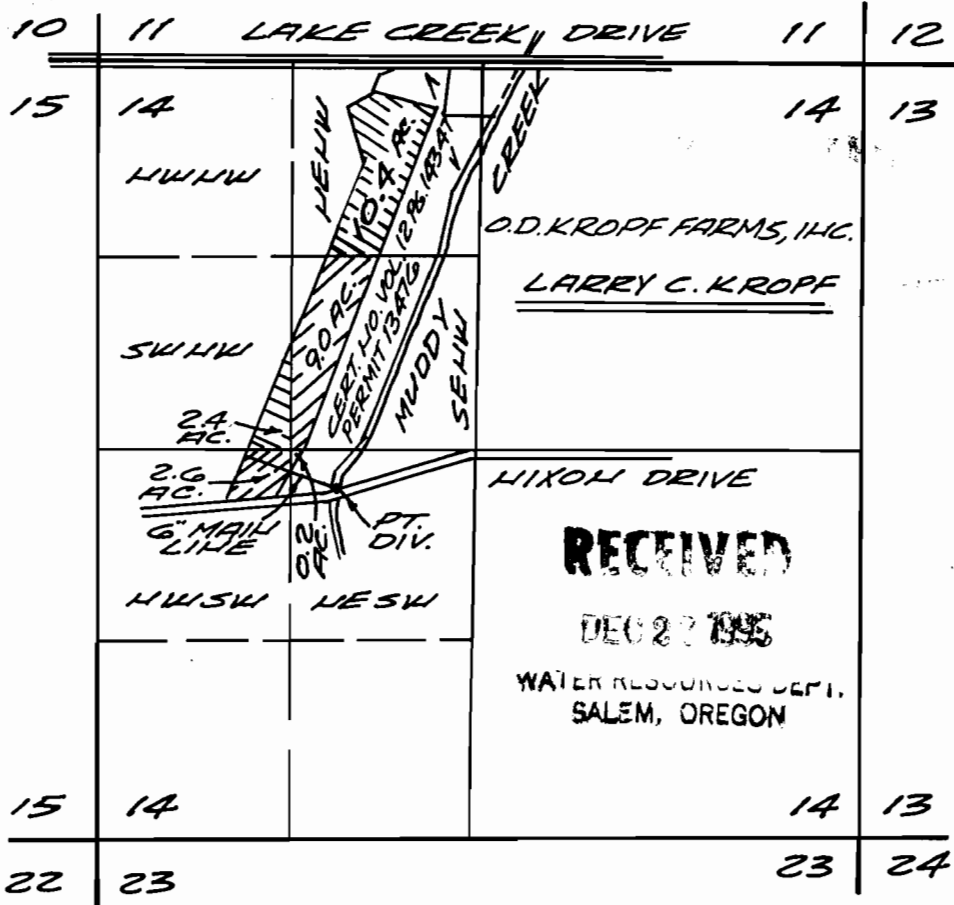 10 11 LAKE CREEK DRIVE 11 12
15 14 14 13
NWNW
NENW
10.4 AC.
CERT. NO. VOL. 12 PG. 19347
PERMIT 13476
CREEK
MUDDY
O.D. KROPF FARMS, INC.
LARRY C. KROPF
SWNW
9.0 AC.
SENW
2.4
AC.
2.6
AC.
6" MAIN
LINE
0.2
AC.
PT.
DIV.
NIXON DRIVE
NWSW NESW
RECEIVED
DEC 2 1995
WATER RESOURCES DEPT.
SALEM, OREGON
15 14 14 13
22 23 23 24